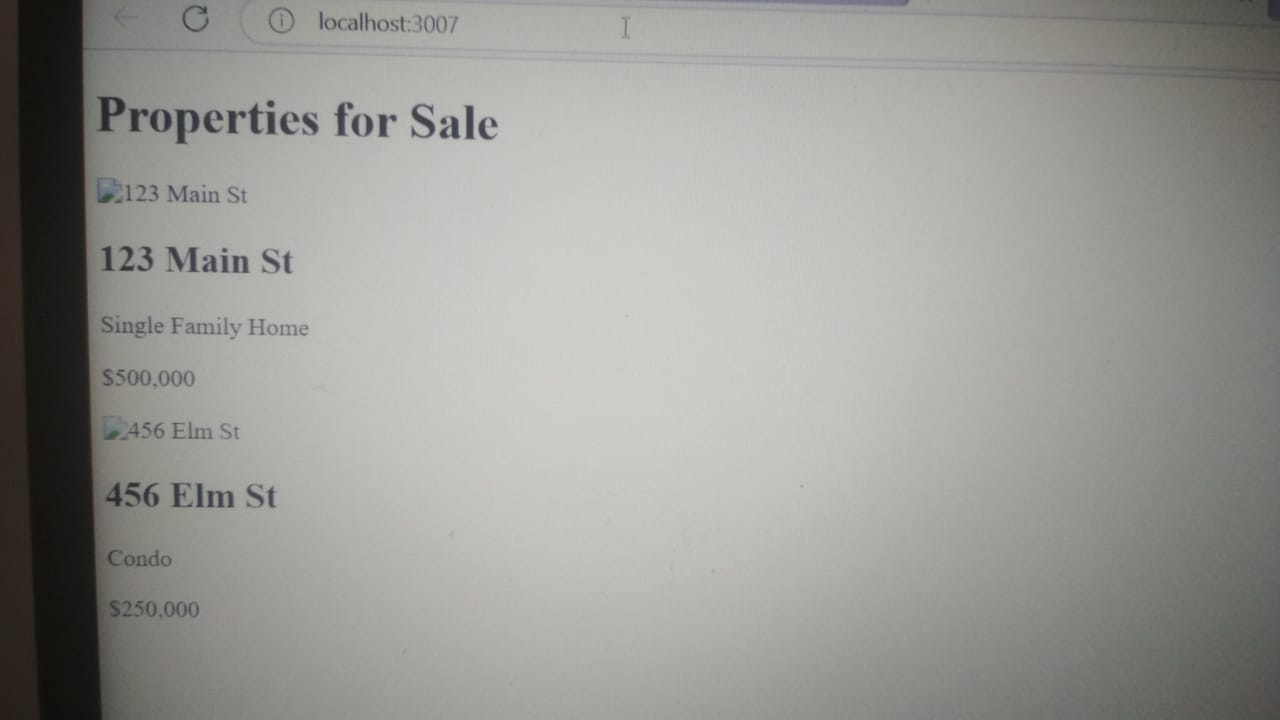 localhost:3007
Properties for Sale
123 Main St
123 Main St
Single Family Home
$500,000
456 Elm St
456 Elm St
Condo
$250,000